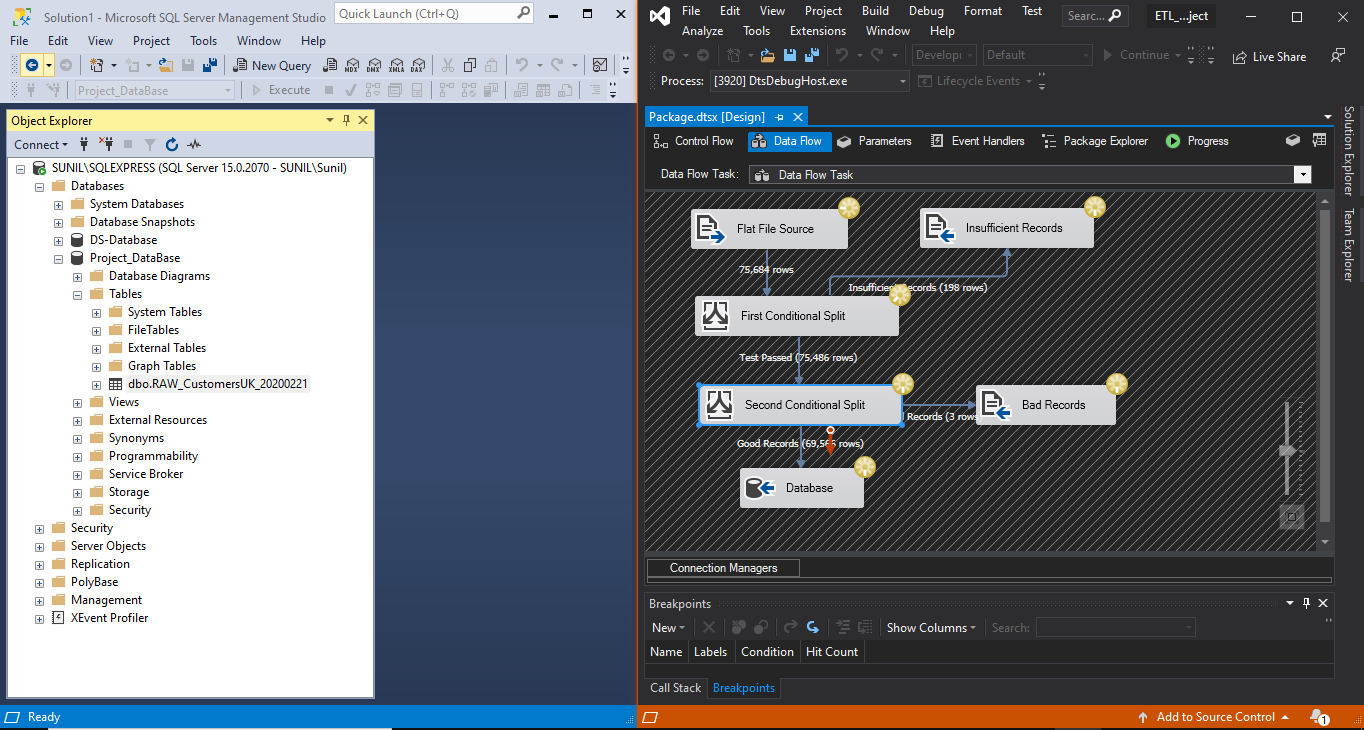 Solution1 - Microsoft SQL Server Management Studio
Quick Launch (Ctrl+Q)
File Edit View Project Tools Window Help
New Query
MDX DMX XMLA DAX
Project_DataBase
Execute
Object Explorer
Connect
SUNIL\SQLEXPRESS (SQL Server 15.0.2070 - SUNIL\Sunil)
Databases
System Databases
Database Snapshots
DS-Database
Project_DataBase
Database Diagrams
Tables
System Tables
FileTables
External Tables
Graph Tables
dbo.RAW_CustomersUK_20200221
Views
External Resources
Synonyms
Programmability
Service Broker
Storage
Security
Security
Server Objects
Replication
PolyBase
Management
XEvent Profiler
Ready
File Edit View Project Build Debug Format Test
Searc...
ETL_...ject
Analyze Tools Extensions Window Help
Develop
Default
Continue
Live Share
Process: [3920] DtsDebugHost.exe
Lifecycle Events
Package.dtsx [Design]
Control Flow
Data Flow
Parameters
Event Handlers
Package Explorer
Progress
Data Flow Task: Data Flow Task
Flat File Source
Insufficient Records
75,684 rows
Insufficient Records (198 rows)
First Conditional Split
Test Passed (75,486 rows)
Second Conditional Split
Records (3 rows
Bad Records
Good Records (69,566 rows)
Database
Connection Managers
Breakpoints
New
Show Columns
Search:
Name Labels Condition Hit Count
Call Stack Breakpoints
Add to Source Control
1
Solution Explorer
Team Explorer